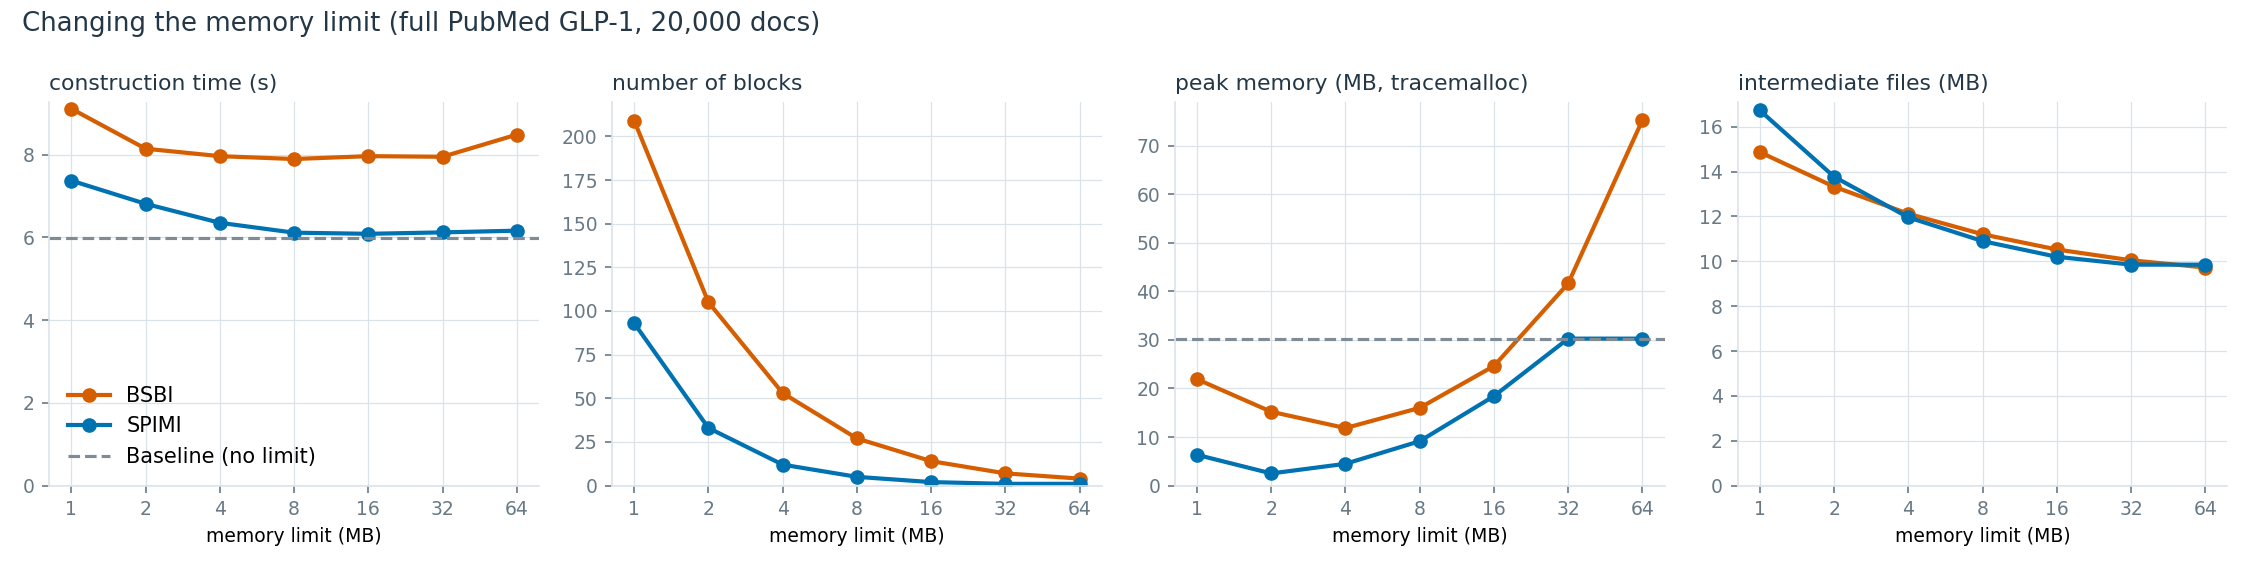 Changing the memory limit (full PubMed GLP-1, 20,000 docs)
construction time (s)
8
6
4
2
0
BSBI
SPIMI
Baseline (no limit)
1 2 4 8 16 32 64
memory limit (MB)
number of blocks
200
175
150
125
100
75
50
25
0
1 2 4 8 16 32 64
memory limit (MB)
peak memory (MB, tracemalloc)
70
60
50
40
30
20
10
0
1 2 4 8 16 32 64
memory limit (MB)
intermediate files (MB)
16
14
12
10
8
6
4
2
0
1 2 4 8 16 32 64
memory limit (MB)